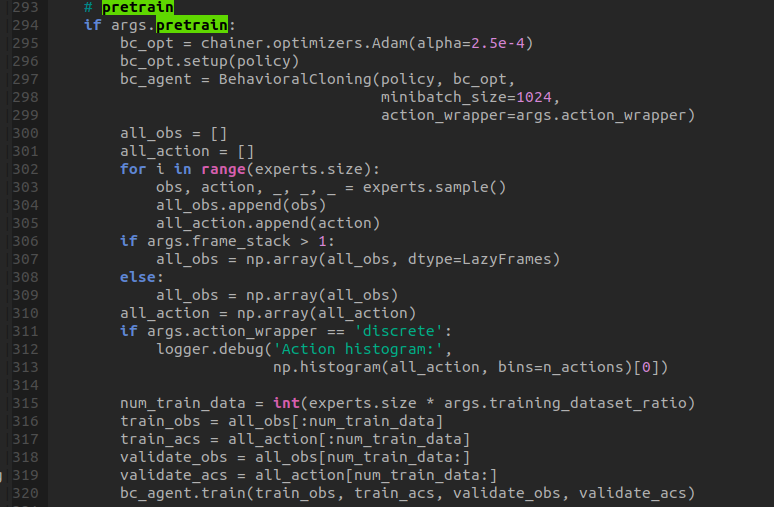 293     # pretrain
294     if args.pretrain:
295         bc_opt = chainer.optimizers.Adam(alpha=2.5e-4)
296         bc_opt.setup(policy)
297         bc_agent = BehavioralCloning(policy, bc_opt,
298                                      minibatch_size=1024,
299                                      action_wrapper=args.action_wrapper)
300         all_obs = []
301         all_action = []
302         for i in range(experts.size):
303             obs, action, _, _, _ = experts.sample()
304             all_obs.append(obs)
305             all_action.append(action)
306         if args.frame_stack > 1:
307             all_obs = np.array(all_obs, dtype=LazyFrames)
308         else:
309             all_obs = np.array(all_obs)
310         all_action = np.array(all_action)
311         if args.action_wrapper == 'discrete':
312             logger.debug('Action histogram:',
313                          np.histogram(all_action, bins=n_actions)[0])
314
315         num_train_data = int(experts.size * args.training_dataset_ratio)
316         train_obs = all_obs[:num_train_data]
317         train_acs = all_action[:num_train_data]
318         validate_obs = all_obs[num_train_data:]
319         validate_acs = all_action[num_train_data:]
320         bc_agent.train(train_obs, train_acs, validate_obs, validate_acs)